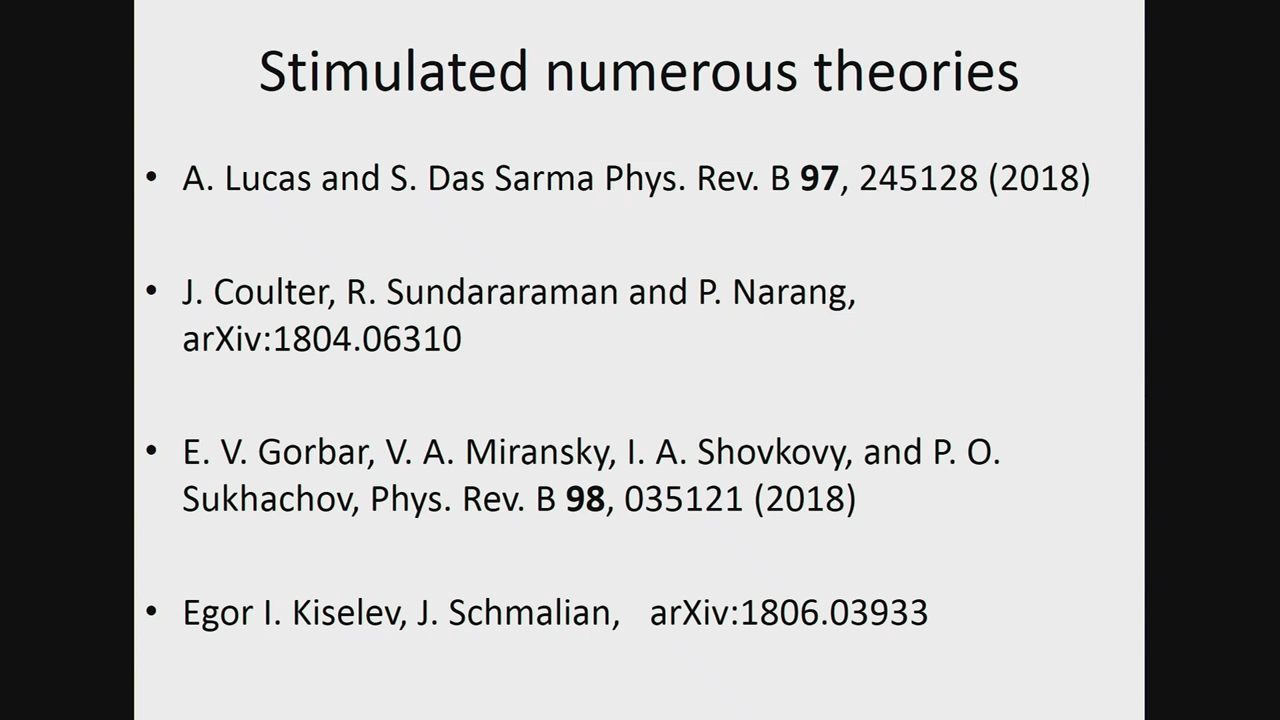 Stimulated numerous theories
• A. Lucas and S. Das Sarma Phys. Rev. B 97, 245128 (2018)
• J. Coulter, R. Sundararaman and P. Narang,
arXiv:1804.06310
• E. V. Gorbar, V. A. Miransky, I. A. Shovkovy, and P. O.
Sukhachov, Phys. Rev. B 98, 035121 (2018)
• Egor I. Kiselev, J. Schmalian, arXiv:1806.03933